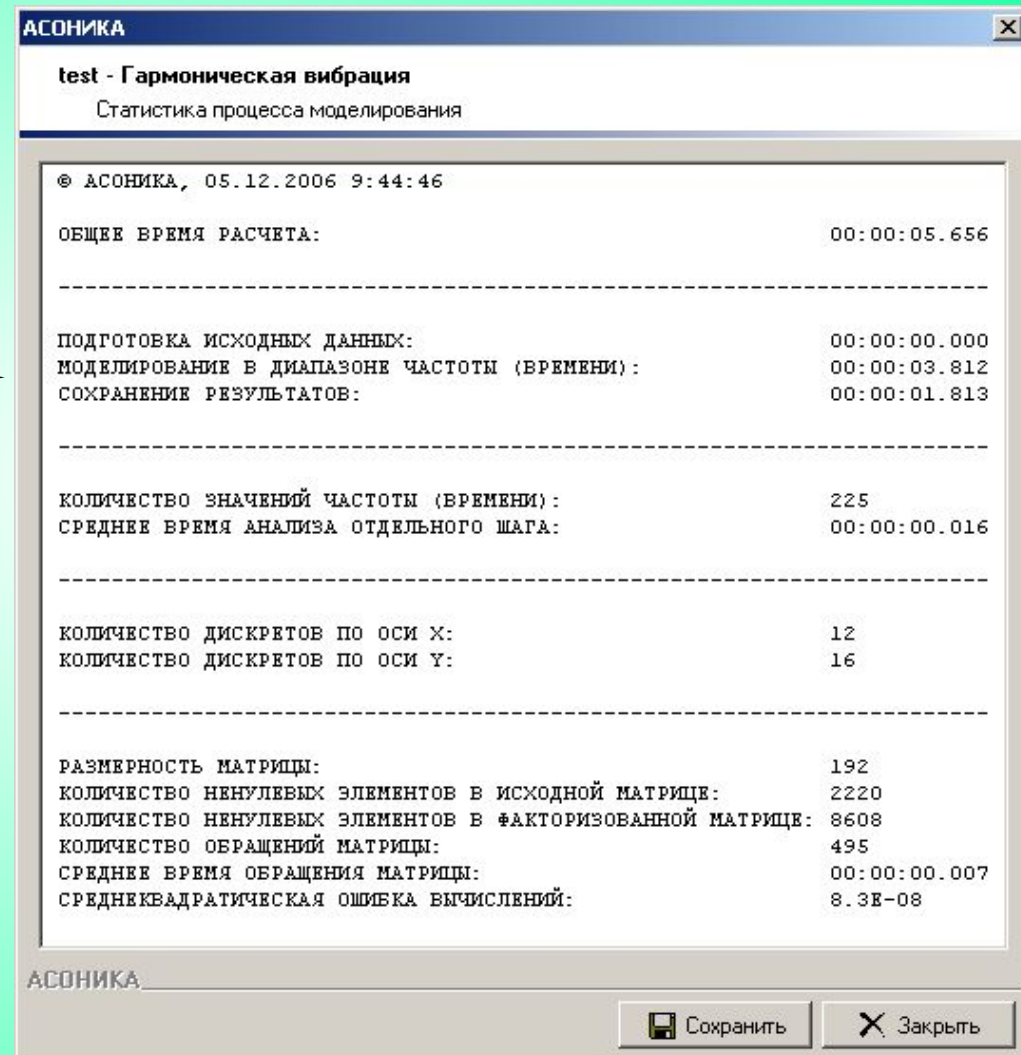 АСОНИКА
test - Гармоническая вибрация
Статистика процесса моделирования
© АСОНИКА, 05.12.2006 9:44:46
ОБЩЕЕ ВРЕМЯ РАСЧЕТА: 00:00:05.656
----------------------------------------------------------------------
ПОДГОТОВКА ИСХОДНЫХ ДАННЫХ: 00:00:00.000
МОДЕЛИРОВАНИЕ В ДИАПАЗОНЕ ЧАСТОТЫ (ВРЕМЕНИ): 00:00:03.812
СОХРАНЕНИЕ РЕЗУЛЬТАТОВ: 00:00:01.813
----------------------------------------------------------------------
КОЛИЧЕСТВО ЗНАЧЕНИЙ ЧАСТОТЫ (ВРЕМЕНИ): 225
СРЕДНЕЕ ВРЕМЯ АНАЛИЗА ОТДЕЛЬНОГО ШАГА: 00:00:00.016
----------------------------------------------------------------------
КОЛИЧЕСТВО ДИСКРЕТОВ ПО ОСИ X: 12
КОЛИЧЕСТВО ДИСКРЕТОВ ПО ОСИ Y: 16
----------------------------------------------------------------------
РАЗМЕРНОСТЬ МАТРИЦЫ: 192
КОЛИЧЕСТВО НЕНУЛЕВЫХ ЭЛЕМЕНТОВ В ИСХОДНОЙ МАТРИЦЕ: 2220
КОЛИЧЕСТВО НЕНУЛЕВЫХ ЭЛЕМЕНТОВ В ФАКТОРИЗОВАННОЙ МАТРИЦЕ: 8608
КОЛИЧЕСТВО ОБРАЩЕНИЙ МАТРИЦЫ: 495
СРЕДНЕЕ ВРЕМЯ ОБРАЩЕНИЯ МАТРИЦЫ: 00:00:00.007
СРЕДНЕКВАДРАТИЧЕСКАЯ ОШИБКА ВЫЧИСЛЕНИЙ: 8.3E-08
АСОНИКА
Сохранить Закрыть